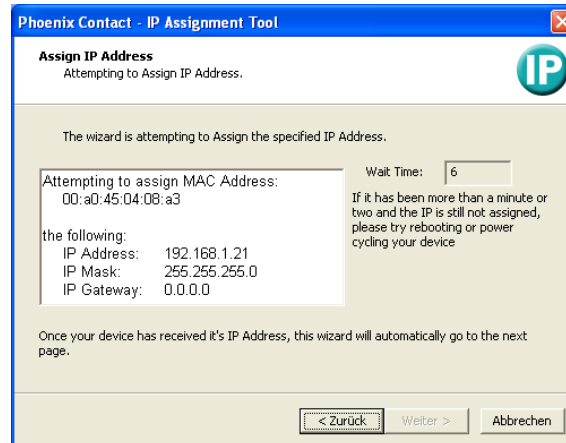 Phoenix Contact - IP Assignment Tool
Assign IP Address
Attempting to Assign IP Address.
IP
The wizard is attempting to Assign the specified IP Address.
Attempting to assign MAC Address:
00:a0:45:04:08:a3
the following:
IP Address: 192.168.1.21
IP Mask: 255.255.255.0
IP Gateway: 0.0.0.0
Wait Time: 6
If it has been more than a minute or
two and the IP is still not assigned,
please try rebooting or power
cycling your device
Once your device has received it's IP Address, this wizard will automatically go to the next
page.
< Zurück
Weiter >
Abbrechen